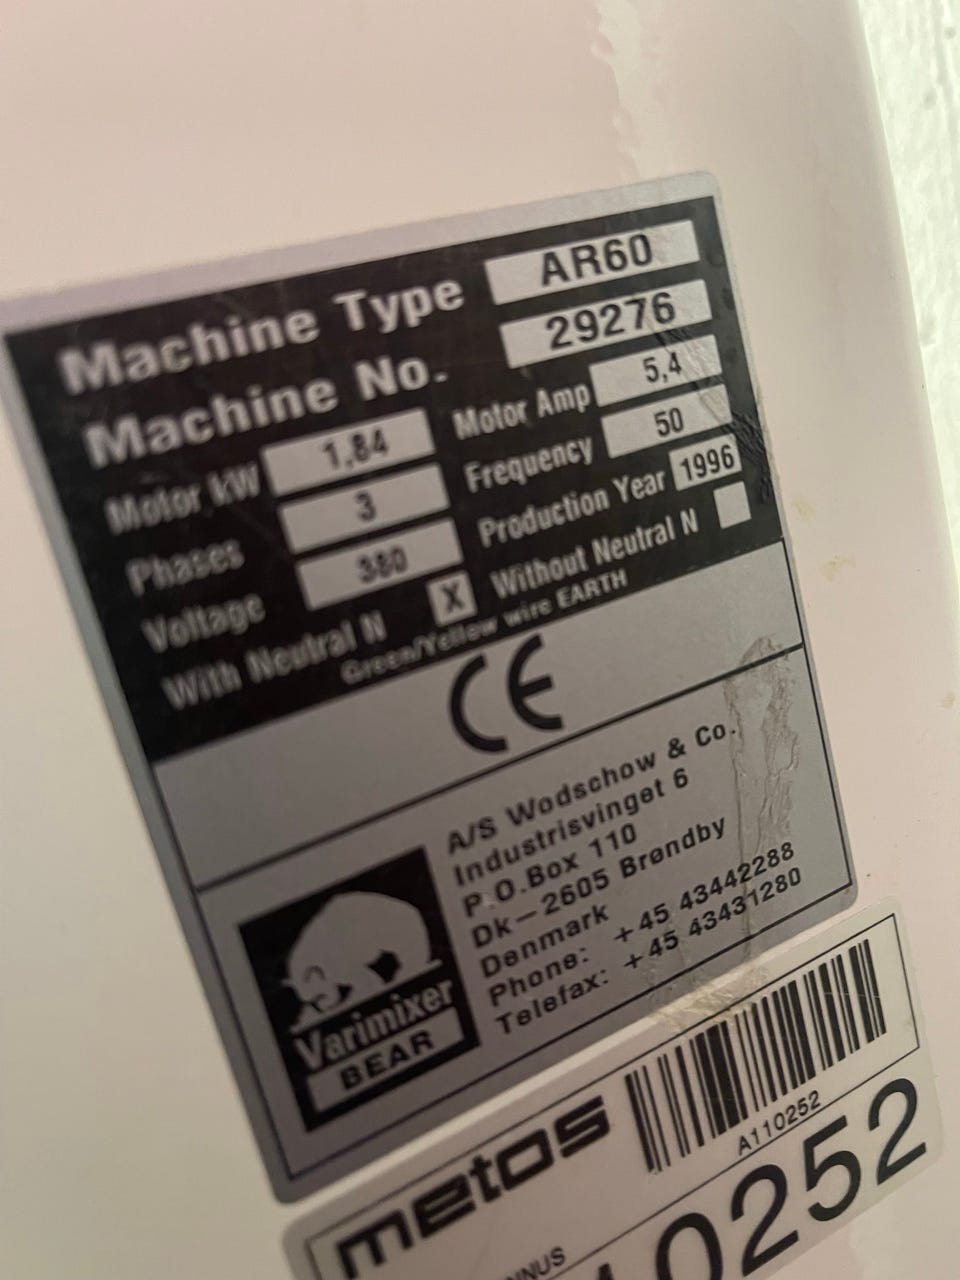 Machine Type AR60
Machine No. 29276
Motor kW 1,84 Motor Amp 5,4
Phases 3 Frequency 50
Voltage 380 Production Year 1996
With Neutral N X Without Neutral N
Green/Yellow wire EARTH
CE
A/S Wodschow & Co.
Industrisvinget 6
P.O.Box 110
Dk-2605 Brøndby
Denmark
Phone: +45 43442288
Telefax: +45 43431280
Varimixer
BEAR
metos
A110252
0252